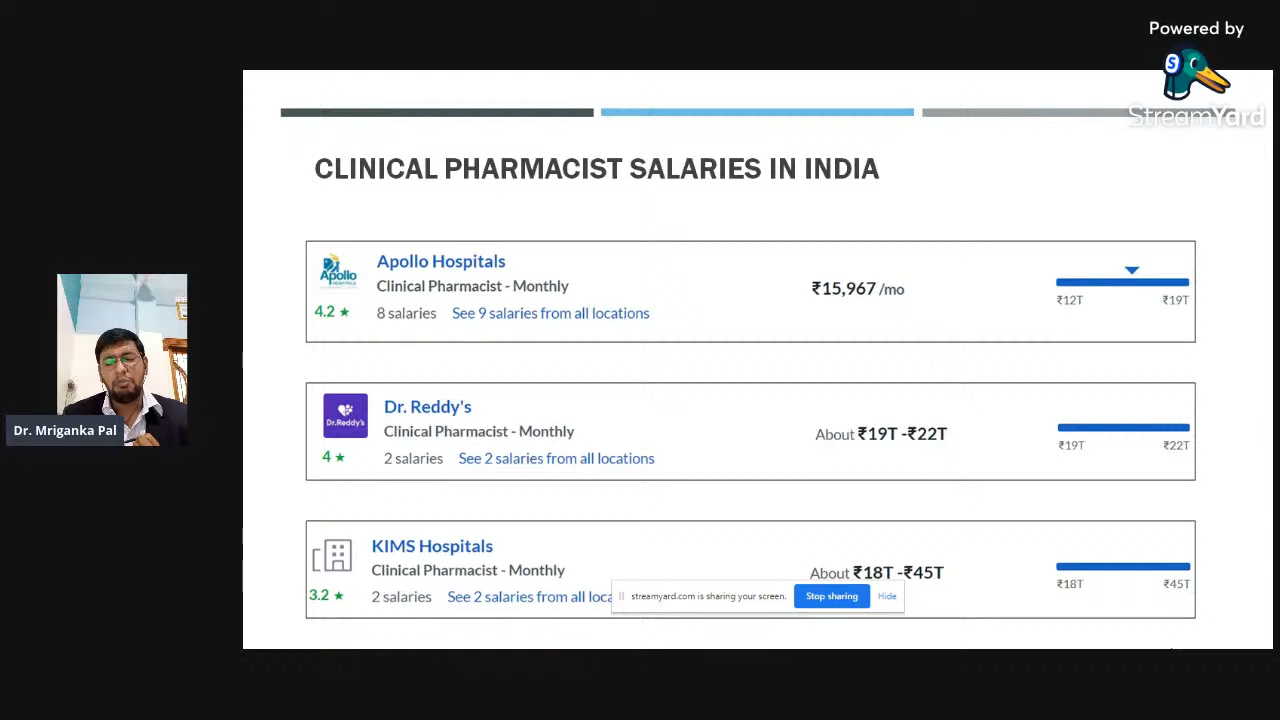 Powered by
StreamYard
CLINICAL PHARMACIST SALARIES IN INDIA
Apollo Hospitals
Apollo
HOSPITALS
Clinical Pharmacist - Monthly
₹15,967 /mo
₹12T
₹19T
4.2 ★
8 salaries
See 9 salaries from all locations
Dr. Reddy's
Dr.Reddy's
Clinical Pharmacist - Monthly
About ₹19T -₹22T
₹19T
₹22T
4 ★
2 salaries
See 2 salaries from all locations
Dr. Mriganka Pal
KIMS Hospitals
Clinical Pharmacist - Monthly
About ₹18T -₹45T
₹18T
₹45T
3.2 ★
2 salaries
See 2 salaries from all loca
streamyard.com is sharing your screen.
Stop sharing
Hide